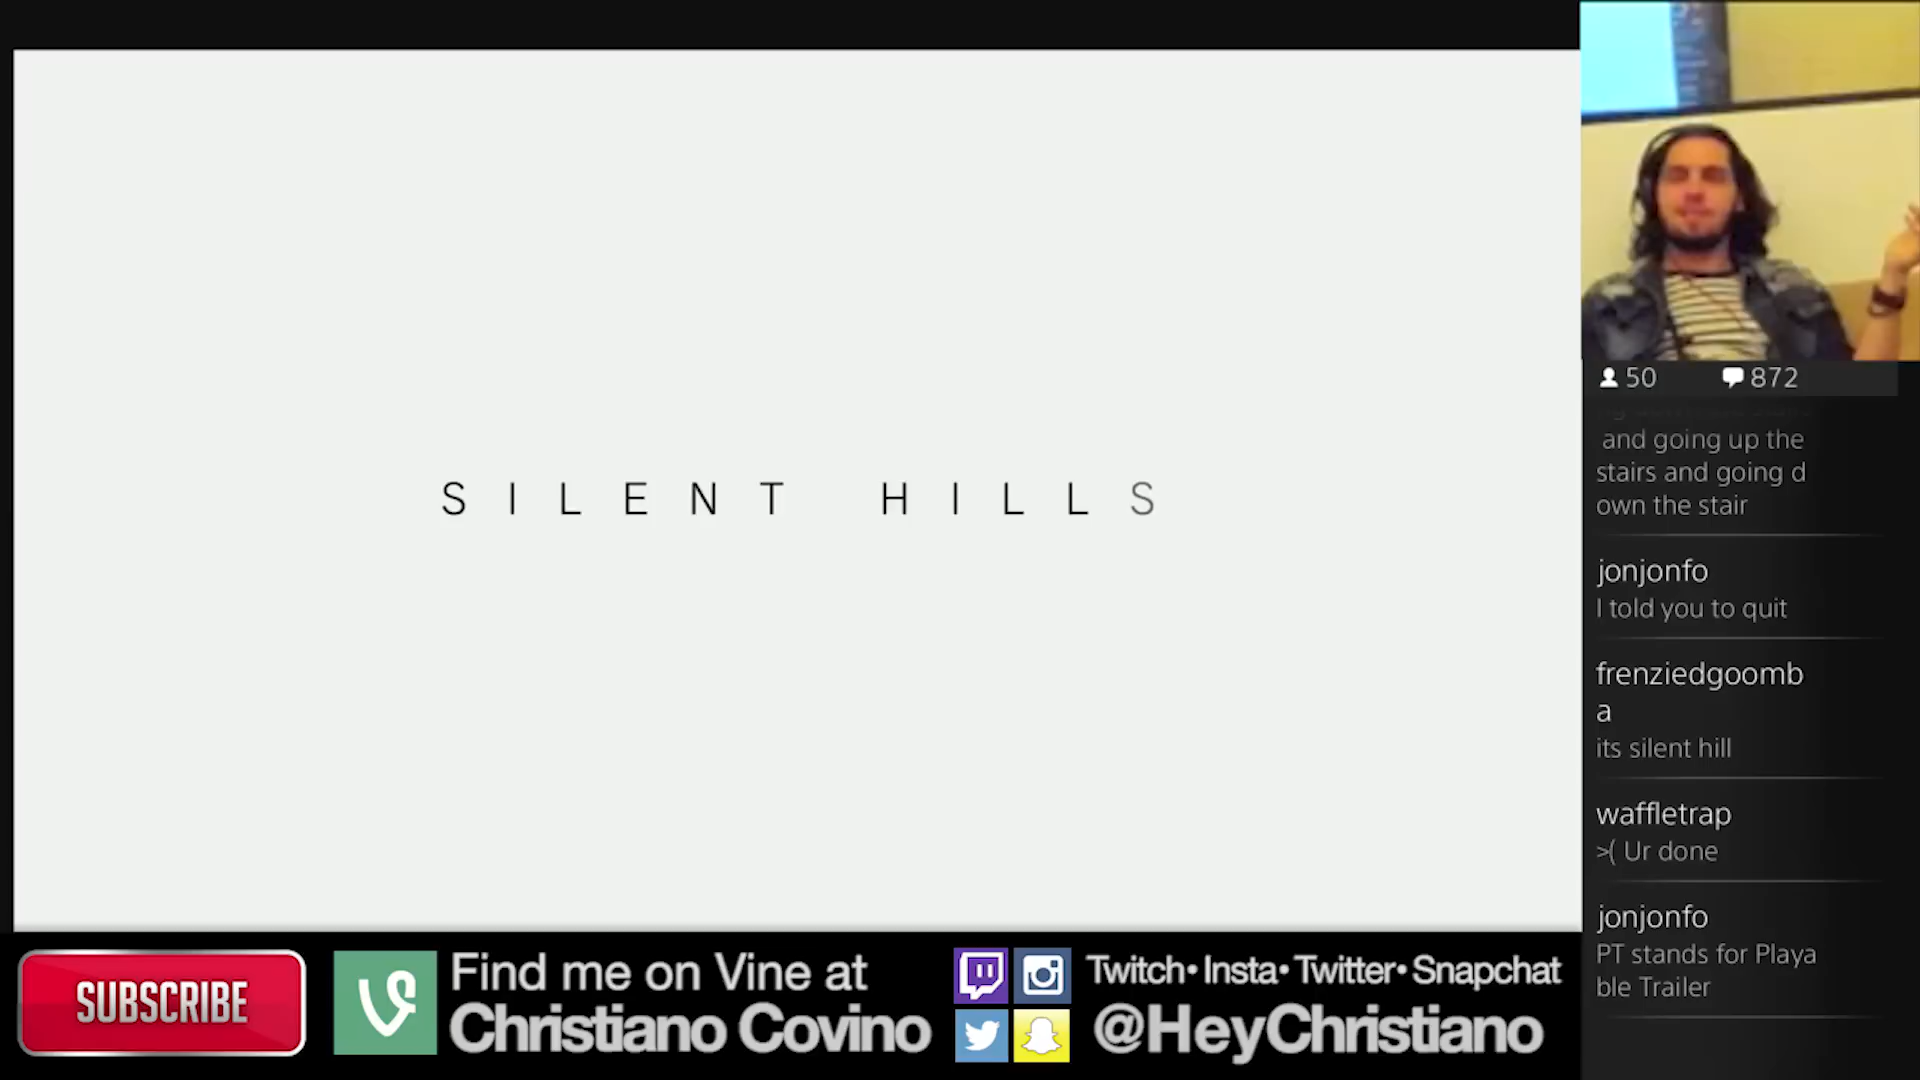 SILENT HILLS
50 872
and going up the
stairs and going d
own the stair
jonjonfo
I told you to quit
frenziedgoomb
a
its silent hill
waffletrap
>( Ur done
jonjonfo
PT stands for Playa
ble Trailer
SUBSCRIBE
Find me on Vine at
Christiano Covino
Twitch• Insta• Twitter• Snapchat
@HeyChristiano